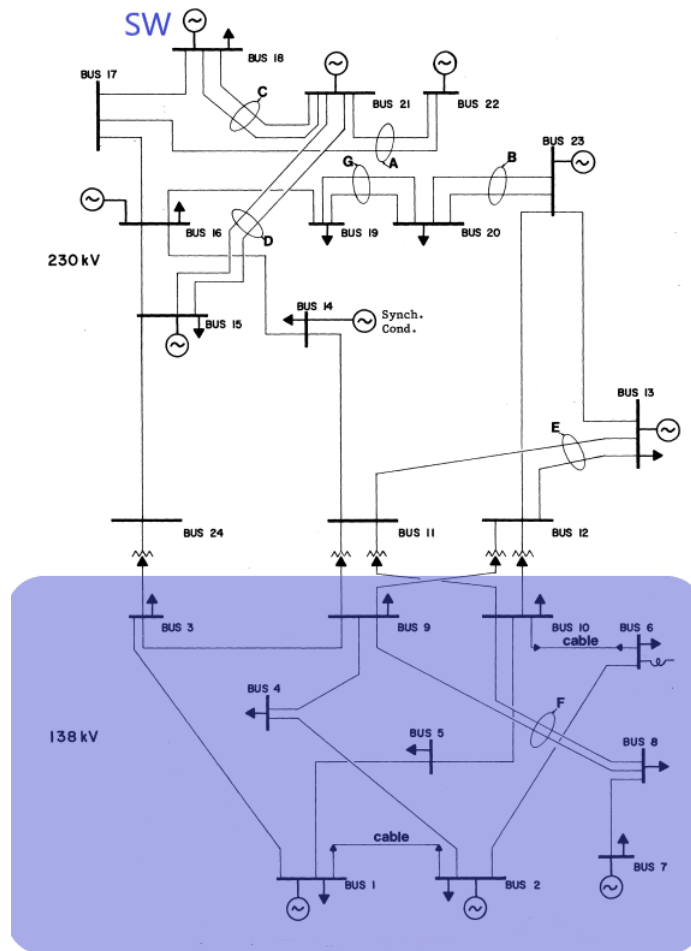 SW
BUS 18
BUS 17
C
BUS 21
BUS 22
A
BUS 23
G
B
D
BUS 16
BUS 19
BUS 20
230 kV
BUS 14
Synch.
Cond.
BUS 15
BUS 13
E
BUS 24
BUS 11
BUS 12
BUS 3
BUS 9
BUS 10
BUS 6
cable
BUS 4
F
138 kV
BUS 5
BUS 8
cable
BUS 1
BUS 2
BUS 7